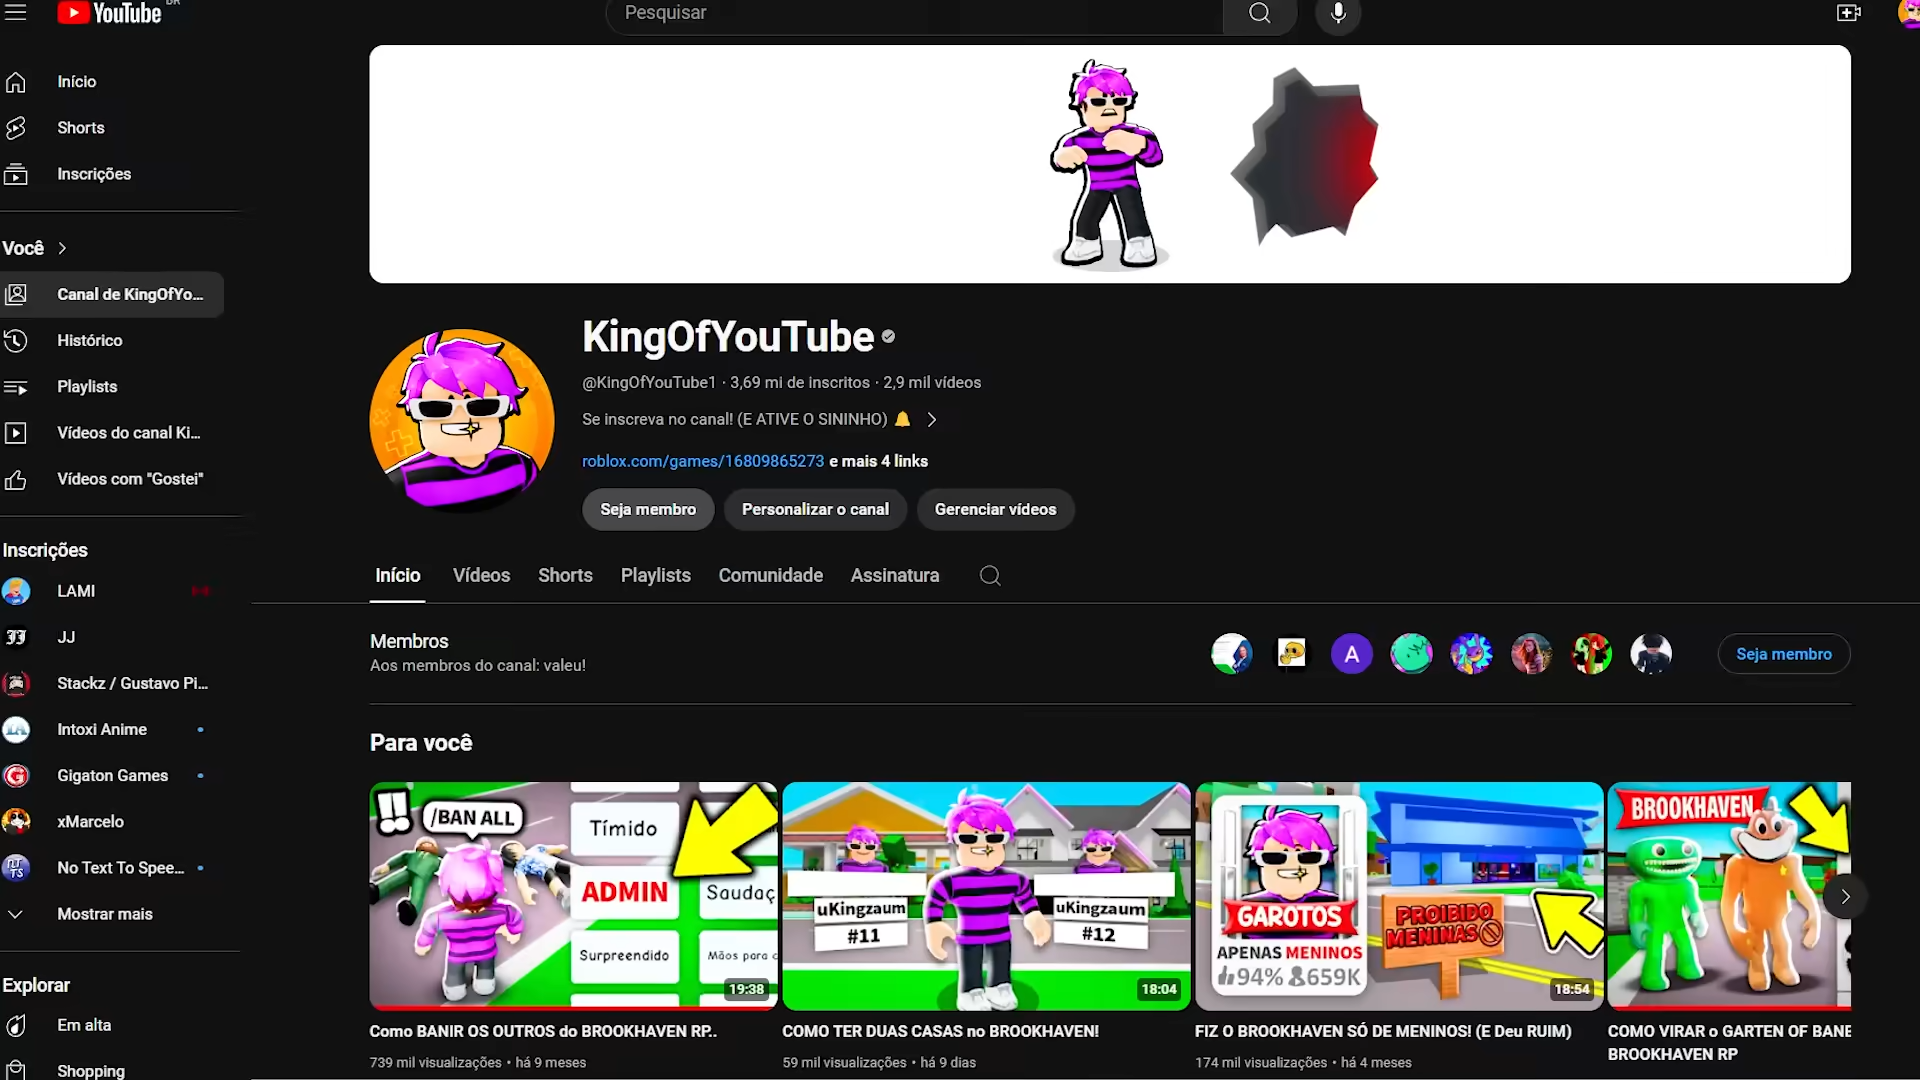 YouTube BR
Pesquisar
Início
Shorts
Inscrições
Você
Canal de KingOfYo...
Histórico
Playlists
Vídeos do canal Ki...
Vídeos com "Gostei"
Inscrições
LAMI
JJ
Stackz / Gustavo Pi...
Intoxi Anime
Gigaton Games
xMarcelo
No Text To Spee...
Mostrar mais
Explorar
Em alta
Shopping
KingOfYouTube
@KingOfYouTube1 · 3,69 mi de inscritos · 2,9 mil vídeos
Se inscreva no canal! (E ATIVE O SININHO) 🔔
roblox.com/games/16809865273 e mais 4 links
Seja membro
Personalizar o canal
Gerenciar vídeos
Início
Vídeos
Shorts
Playlists
Comunidade
Assinatura
Membros
Aos membros do canal: valeu!
A
Seja membro
Para você
!!
/BAN ALL
Tímido
ADMIN
Saudaç
Surpreendido
Mãos para c
19:38
Como BANIR OS OUTROS do BROOKHAVEN RP..
739 mil visualizações • há 9 meses
uKingzaum
#11
uKingzaum
#12
18:04
COMO TER DUAS CASAS no BROOKHAVEN!
59 mil visualizações • há 9 dias
GAROTOS
APENAS MENINOS
94% 659K
PROIBIDO
MENINAS
18:54
FIZ O BROOKHAVEN SÓ DE MENINOS! (E Deu RUIM)
174 mil visualizações • há 4 meses
BROOKHAVEN
COMO VIRAR o GARTEN OF BANB
BROOKHAVEN RP